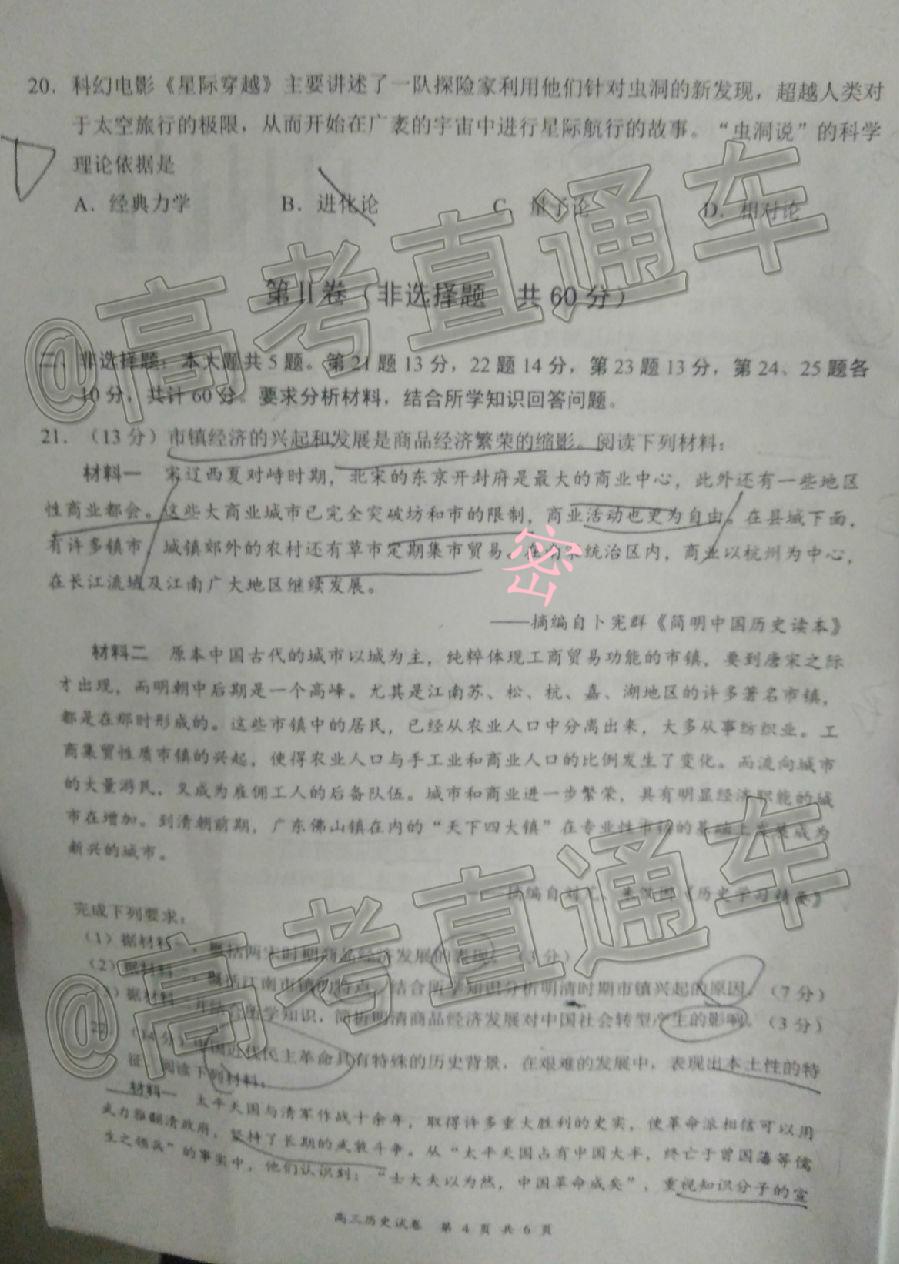 20. 科幻电影《星际穿越》主要讲述了一队探险家利用他们针对虫洞的新发现，超越人类对
于太空旅行的极限，从而开始在广袤的宇宙中进行星际航行的故事。“虫洞说”的科学
理论依据是
A. 经典力学 B. 进化论 C. 量子论 D. 相对论
第II卷（非选择题 共60分）
二、非选择题：本大题共5题。第21题13分，22题14分，第23题13分，第24、25题各
10分，共计60分。要求分析材料，结合所学知识回答问题。
21. （13分）市镇经济的兴起和发展是商品经济繁荣的缩影。阅读下列材料：
材料一 宋辽西夏对峙时期，北宋的东京开封府是最大的商业中心，此外还有一些地区
性商业都会。这些大商业城市已完全突破坊和市的限制，商业活动也更为自由。在县城下面，
有许多镇市，城镇郊外的农村还有草市定期集市贸易。在南宋统治区内，商业以杭州为中心，
在长江流域及江南广大地区继续发展。
密
——摘编自卜宪群《简明中国历史读本》
材料二 原本中国古代的城市以城为主，纯粹体现工商贸易功能的市镇，要到唐宋之际
才出现，而明朝中后期是一个高峰。尤其是江南苏、松、杭、嘉、湖地区的许多著名市镇，
都是在那时形成的。这些市镇中的居民，已经从农业人口中分离出来，大多从事纺织业。工
商集贸性质市镇的兴起，使得农业人口与手工业和商业人口的比例发生了变化。而流向城市
的大量游民，又成为雇佣工人的后备队伍。城市和商业进一步繁荣，具有明显经济职能的城
市在增加。到清朝前期，广东佛山镇在内的“天下四大镇”在专业性市镇的基础上发展成为
新兴的城市。
摘编自 《历史学习精要》
完成下列要求：
（1）据材料一，概括两宋时期商品经济发展的表现。（3分）
（2）据材料二，概括江南市镇的特点，结合所学知识分析明清时期市镇兴起的原因。（7分）
（3）据材料二并结合所学知识，简析明清商品经济发展对中国社会转型产生的影响。（3分）
22. （14分）中国近代民主革命具有特殊的历史背景，在艰难的发展中，表现出本土性的特
征。阅读下列材料：
材料一 太平天国与清军作战十余年，取得许多重大胜利的史实，使革命派相信可以用
武力推翻清政府，坚持了长期的武装斗争。从“太平天国占有中国大半，终亡于曾国藩等儒
生之领兵”的事实中，他们认识到：“士大夫以为然，中国革命成矣”，重视知识分子的宣
高三历史试卷 第4页共6页
@高考直通车
@高考直通车